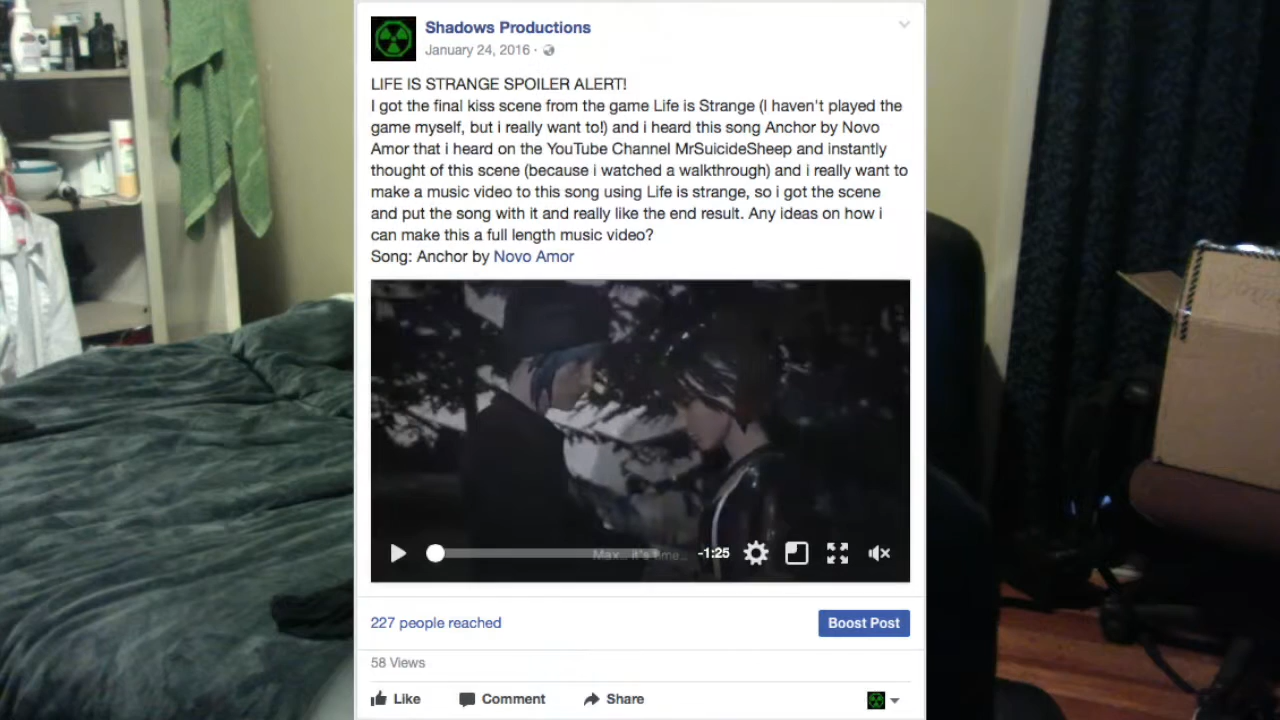 Shadows Productions
January 24, 2016 ·
LIFE IS STRANGE SPOILER ALERT!
I got the final kiss scene from the game Life is Strange (I haven't played the
game myself, but i really want to!) and i heard this song Anchor by Novo
Amor that i heard on the YouTube Channel MrSuicideSheep and instantly
thought of this scene (because i watched a walkthrough) and i really want to
make a music video to this song using Life is strange, so i got the scene
and put the song with it and really like the end result. Any ideas on how i
can make this a full length music video?
Song: Anchor by Novo Amor
Max... it's time...
-1:25
227 people reached
Boost Post
58 Views
Like
Comment
Share